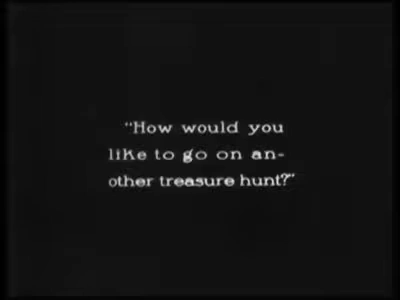 "How would you
like to go on an-
other treasure hunt?"